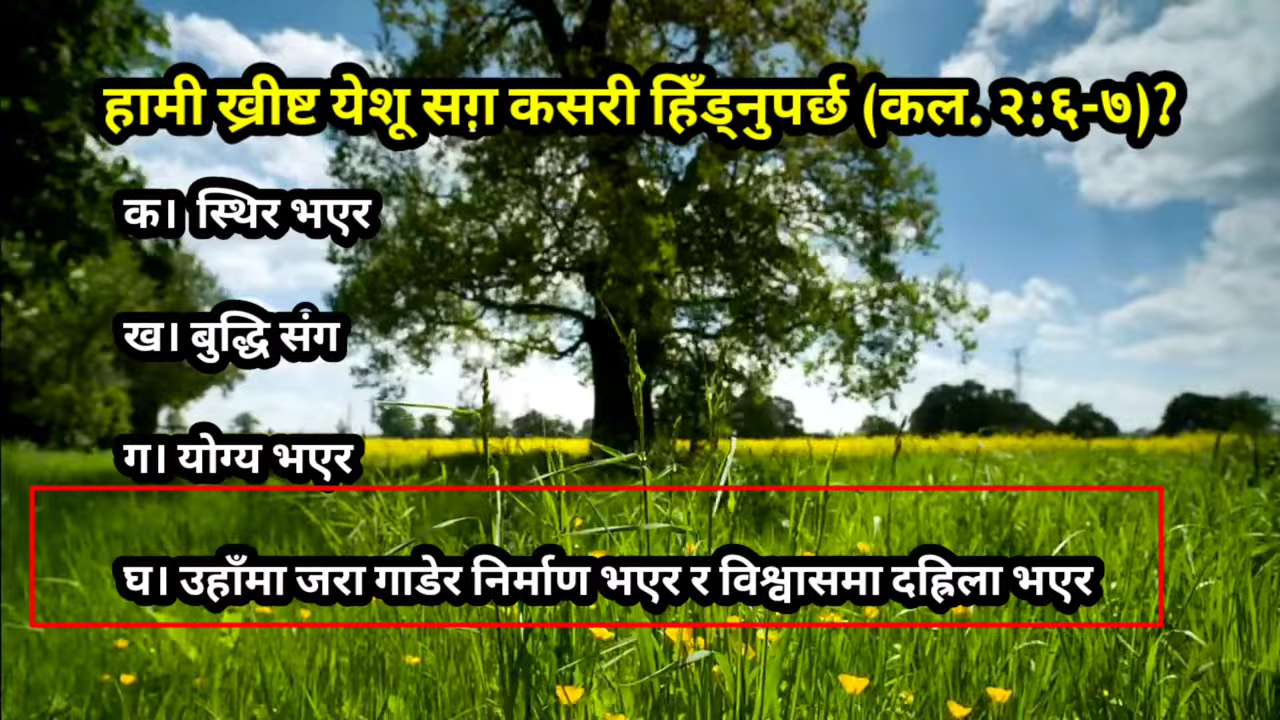 हामी ख्रीष्ट येशू सग़ कसरी हिँड्नुपर्छ (कल. २:६-७)?
क। स्थिर भएर
ख। बुद्धि संग
ग। योग्य भएर
घ। उहाँमा जरा गाडेर निर्माण भएर र विश्वासमा दह्रिला भएर